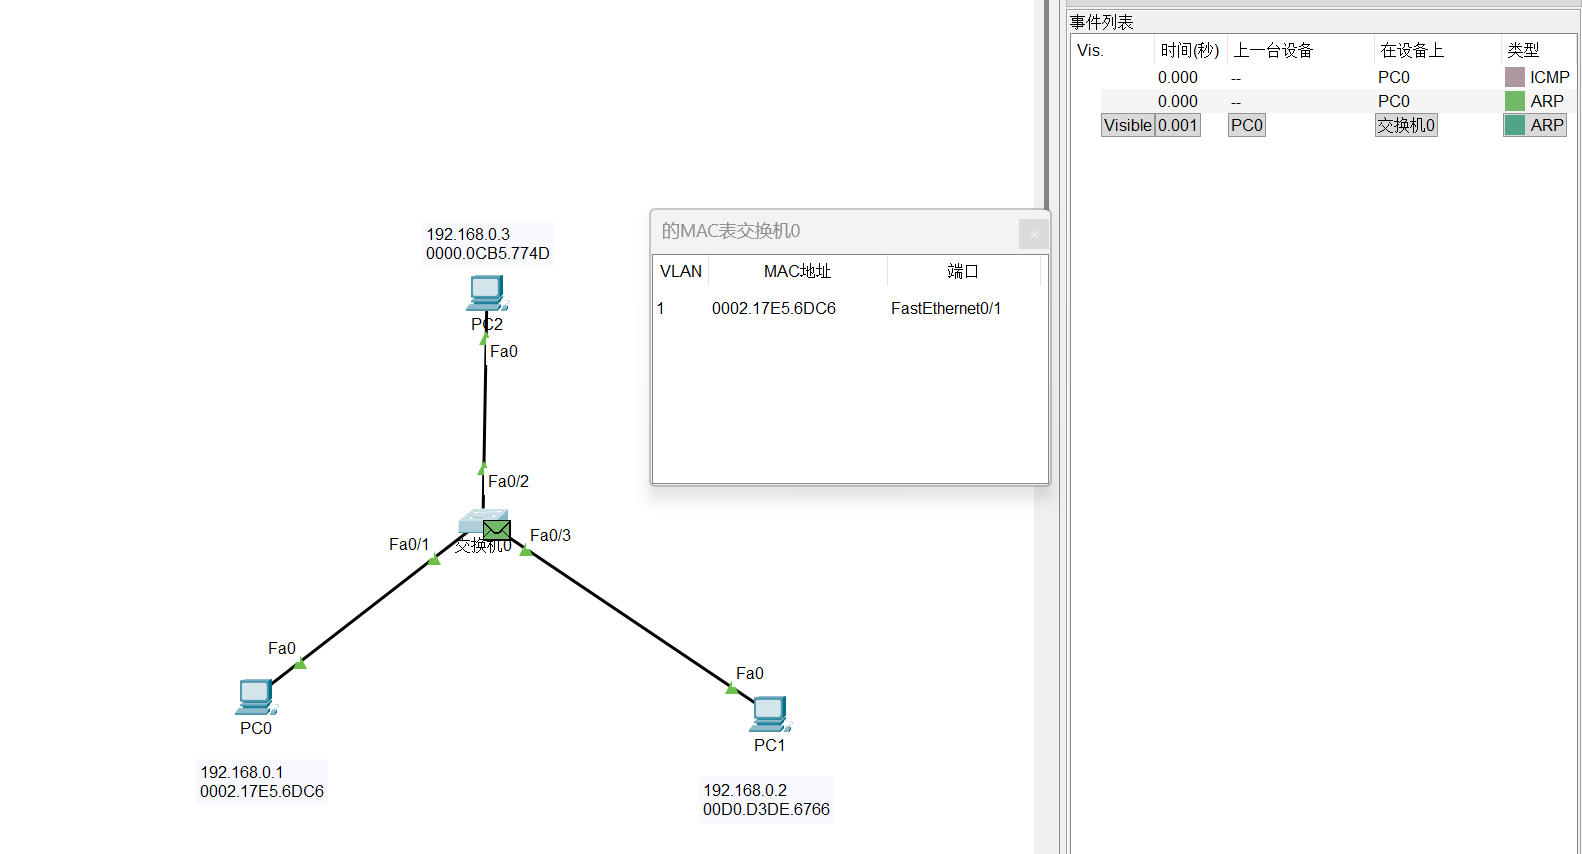 事件列表
Vis. 时间(秒) 上一台设备 在设备上 类型
0.000 -- PC0 ICMP
0.000 -- PC0 ARP
Visible 0.001 PC0 交换机0 ARP
192.168.0.3
0000.0CB5.774D
PC2
Fa0
Fa0/2
Fa0/1
交换机0
Fa0/3
Fa0
PC0
192.168.0.1
0002.17E5.6DC6
Fa0
PC1
192.168.0.2
00D0.D3DE.6766
的MAC表交换机0
VLAN MAC地址 端口
1 0002.17E5.6DC6 FastEthernet0/1